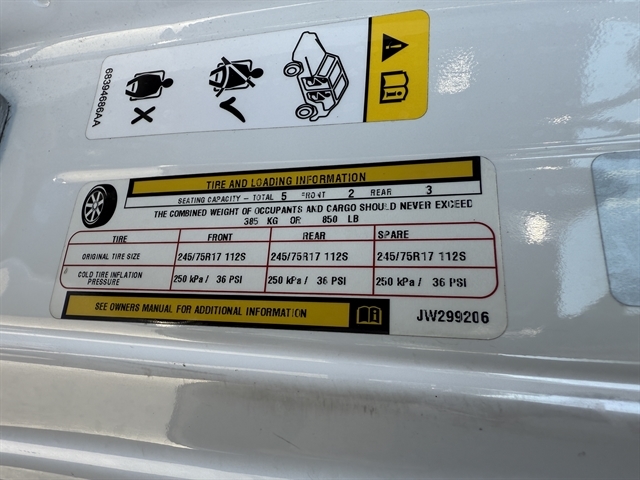 68394686AA
TIRE AND LOADING INFORMATION
SEATING CAPACITY - TOTAL 5 FRONT 2 REAR 3
THE COMBINED WEIGHT OF OCCUPANTS AND CARGO SHOULD NEVER EXCEED
385 KG OR 850 LB
TIRE FRONT REAR SPARE
ORIGINAL TIRE SIZE 245/75R17 112S 245/75R17 112S 245/75R17 112S
COLD TIRE INFLATION PRESSURE 250 kPa / 36 PSI 250 kPa / 36 PSI 250 kPa / 36 PSI
SEE OWNERS MANUAL FOR ADDITIONAL INFORMATION
JW299206